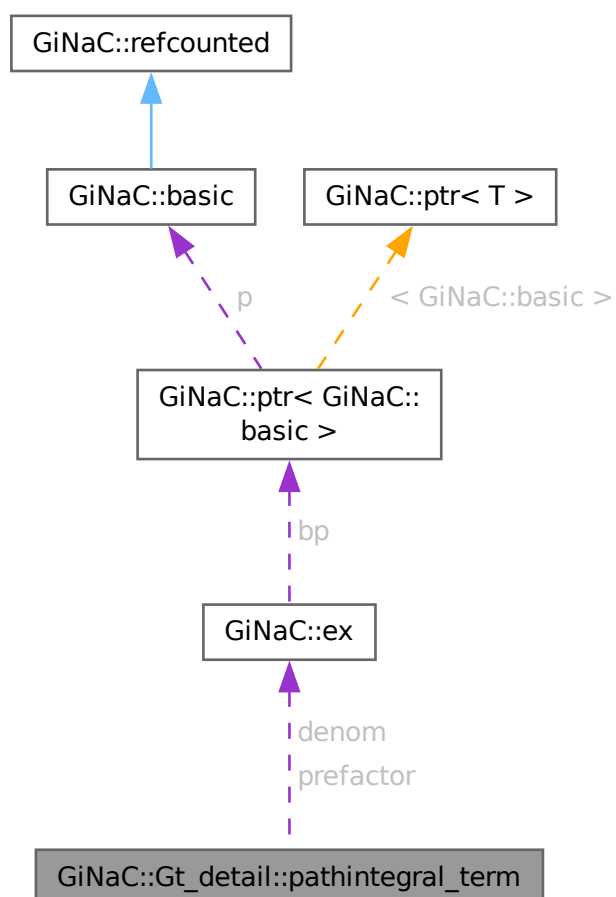 GiNaC::refcounted
GiNaC::basic
GiNaC::ptr< T >
p
< GiNaC::basic >
GiNaC::ptr< GiNaC::
basic >
bp
GiNaC::ex
denom
prefactor
GiNaC::Gt_detail::pathintegral_term